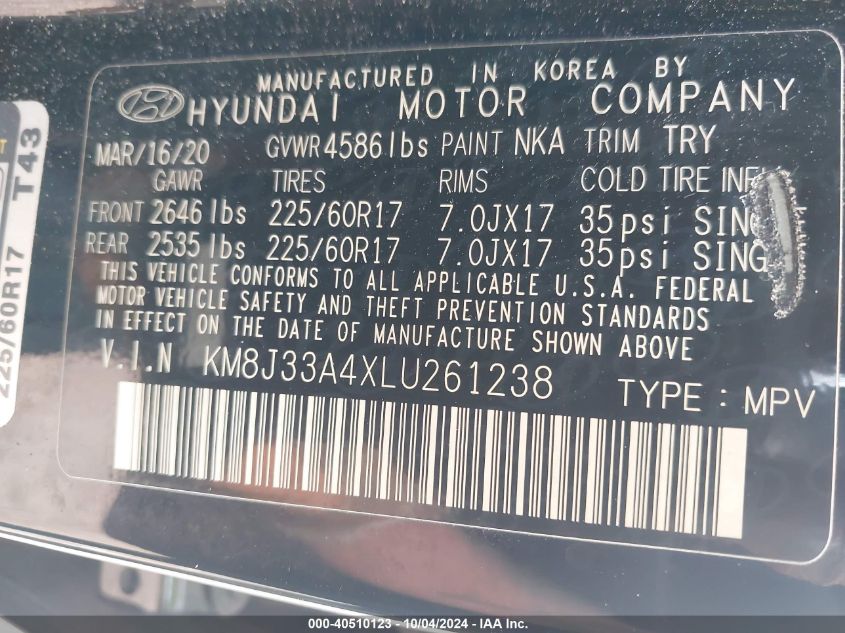 MANUFACTURED IN KOREA BY
HYUNDAI MOTOR COMPANY
MAR/16/20 GVWR 4586 lbs PAINT NKA TRIM TRY
GAWR TIRES RIMS COLD TIRE INFL
FRONT 2646 lbs 225/60R17 7.0JX17 35psi SING
REAR 2535 lbs 225/60R17 7.0JX17 35psi SING
THIS VEHICLE CONFORMS TO ALL APPLICABLE U.S.A. FEDERAL
MOTOR VEHICLE SAFETY AND THEFT PREVENTION STANDARDS
IN EFFECT ON THE DATE OF MANUFACTURE SHOWN ABOVE
V.I.N KM8J33A4XLU261238 TYPE : MPV
225/60R17 T43
000-40510123 - 10/04/2024 - IAA Inc.